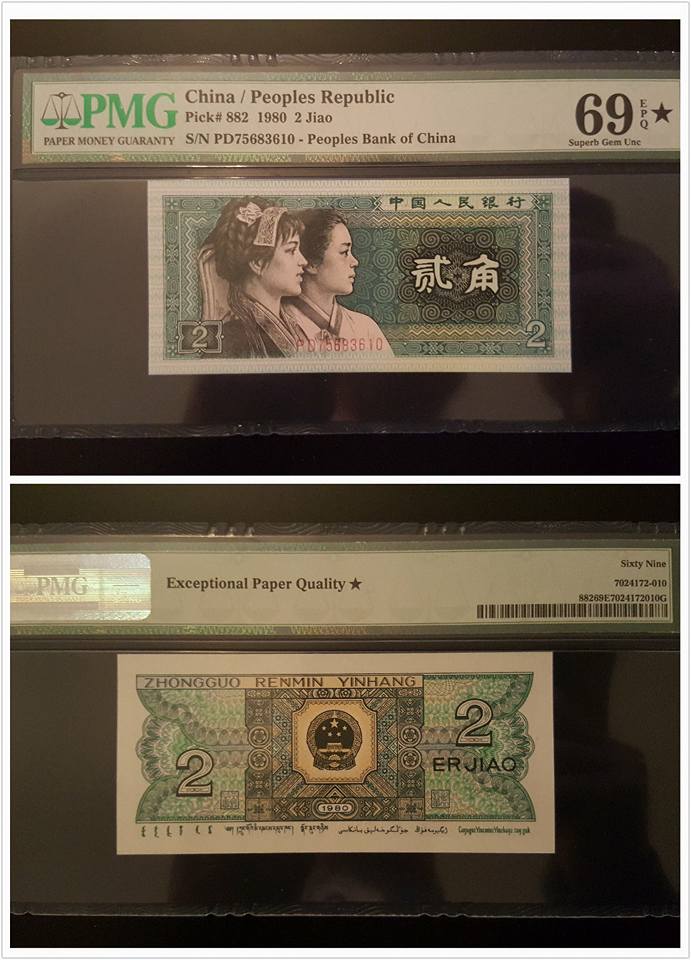 PMG
PAPER MONEY GUARANTY
China / Peoples Republic
Pick# 882 1980 2 Jiao
S/N PD75683610 - Peoples Bank of China
69 EPQ ★
Superb Gem Unc
中国人民银行
贰角
2
PD75683610
2
PMG
Exceptional Paper Quality ★
Sixty Nine
7024172-010
88269E7024172010G
ZHONGGUO RENMIN YINHANG
2
2
ERJIAO
1980